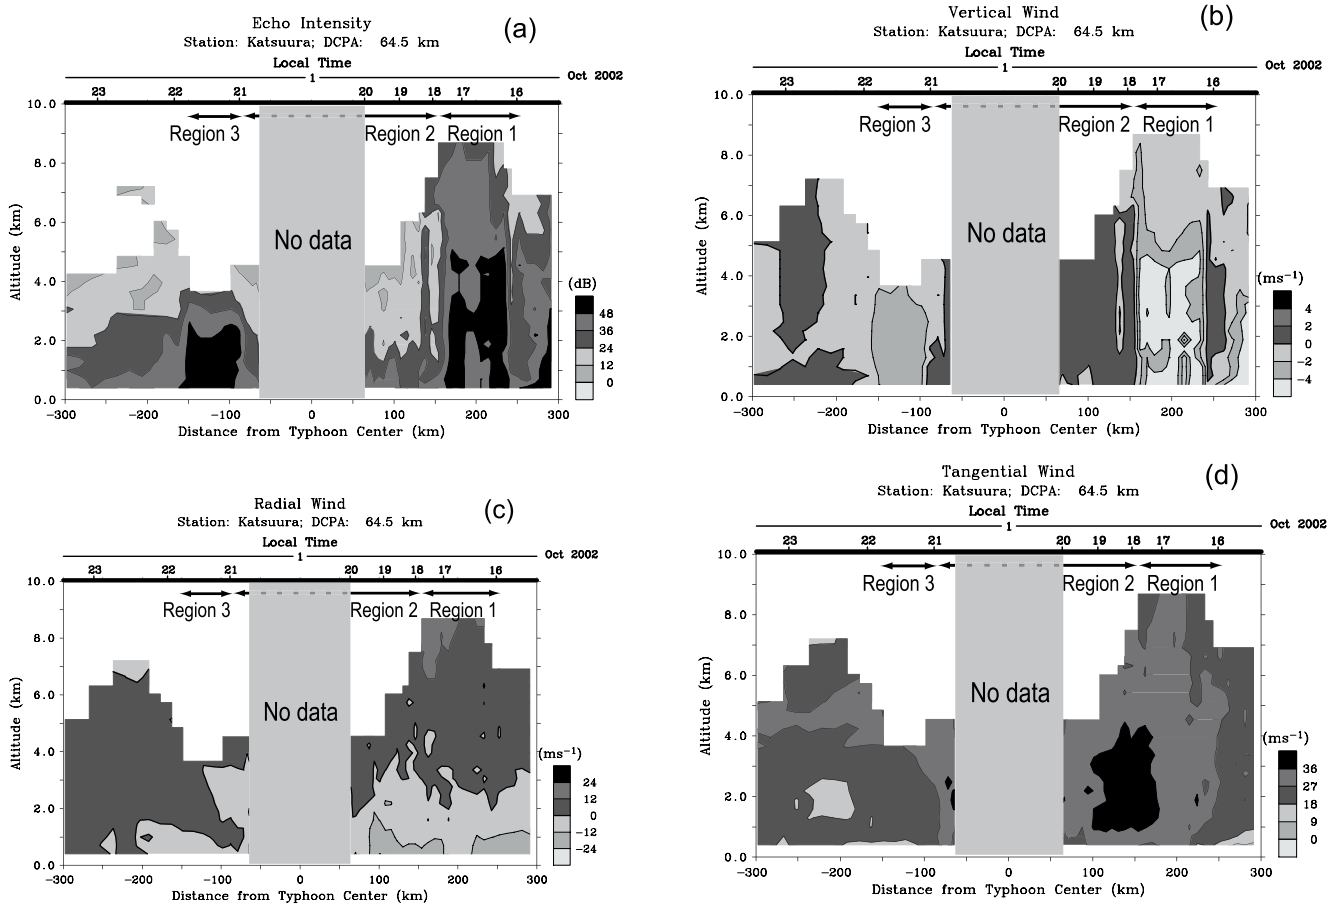 Echo Intensity
(a)
Station: Katsuura; DCPA: 64.5 km
Local Time
1
Oct 2002
23 22 21 20 19 18 17 16
10.0
8.0
6.0
4.0
2.0
0.0
Altitude (km)
Region 3
Region 2
Region 1
No data
(dB)
48
36
24
12
0
-300 -200 -100 0 100 200 300
Distance from Typhoon Center (km)
Vertical Wind
(b)
Station: Katsuura; DCPA: 64.5 km
Local Time
1
Oct 2002
23 22 21 20 19 18 17 16
10.0
8.0
6.0
4.0
2.0
0.0
Altitude (km)
Region 3
Region 2
Region 1
No data
(ms⁻¹)
4
2
0
-2
-4
-300 -200 -100 0 100 200 300
Distance from Typhoon Center (km)
Radial Wind
(c)
Station: Katsuura; DCPA: 64.5 km
Local Time
1
Oct 2002
23 22 21 20 19 18 17 16
10.0
8.0
6.0
4.0
2.0
0.0
Altitude (km)
Region 3
Region 2
Region 1
No data
(ms⁻¹)
24
12
0
-12
-24
-300 -200 -100 0 100 200 300
Distance from Typhoon Center (km)
Tangential Wind
(d)
Station: Katsuura; DCPA: 64.5 km
Local Time
1
Oct 2002
23 22 21 20 19 18 17 16
10.0
8.0
6.0
4.0
2.0
0.0
Altitude (km)
Region 3
Region 2
Region 1
No data
(ms⁻¹)
36
27
18
9
0
-300 -200 -100 0 100 200 300
Distance from Typhoon Center (km)